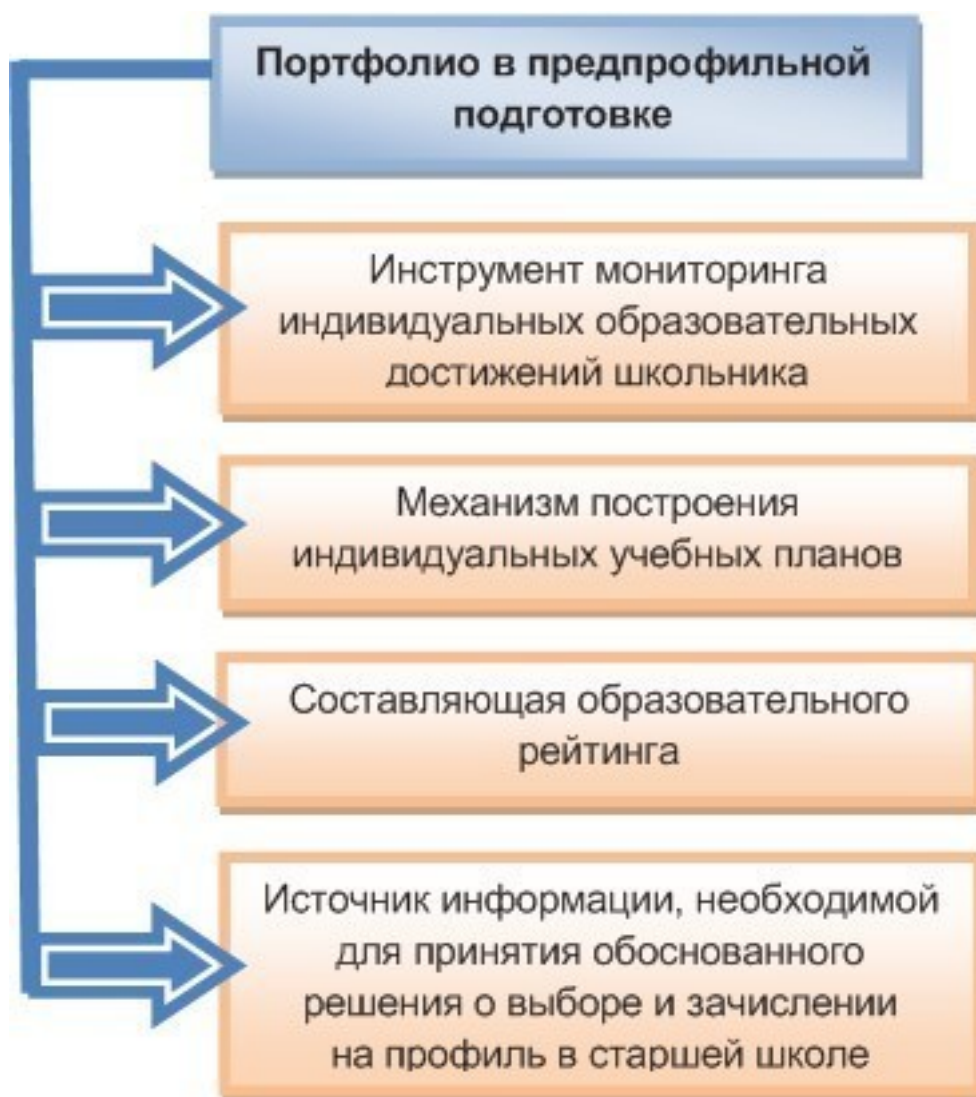 Портфолио в предпрофильной
подготовке
Инструмент мониторинга
индивидуальных образовательных
достижений школьника
Механизм построения
индивидуальных учебных планов
Составляющая образовательного
рейтинга
Источник информации, необходимой
для принятия обоснованного
решения о выборе и зачислении
на профиль в старшей школе